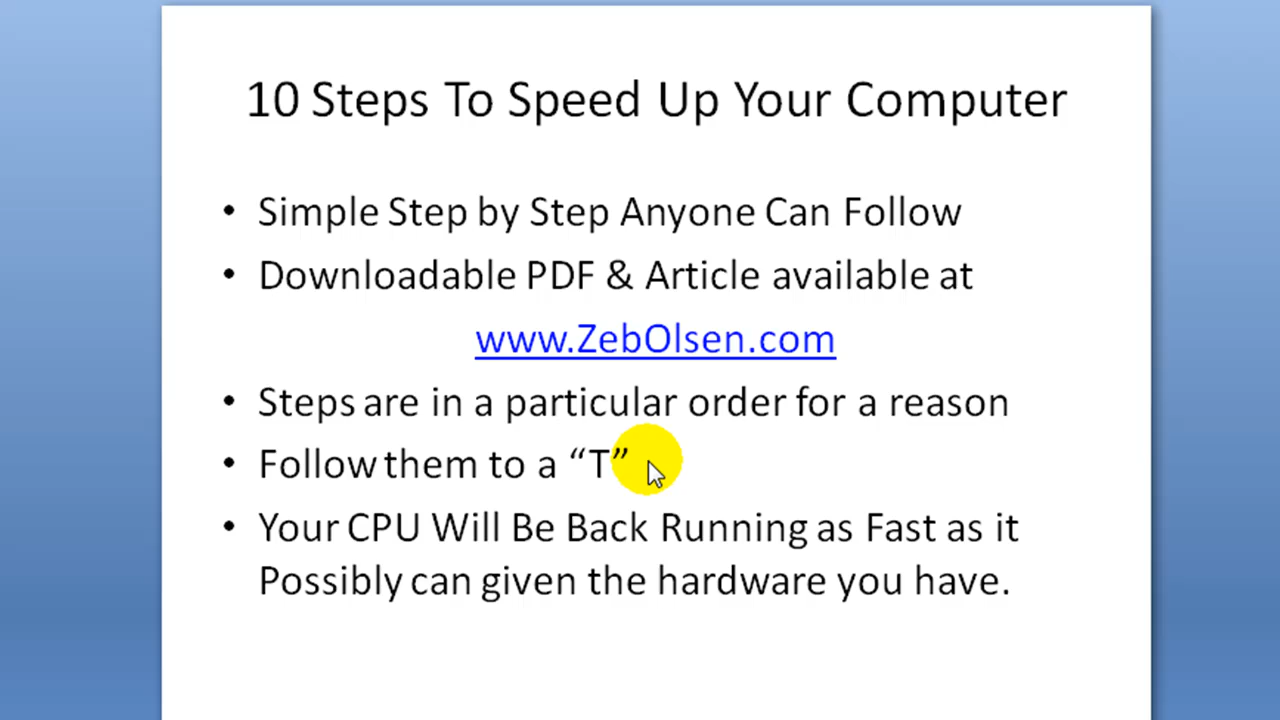 10 Steps To Speed Up Your Computer
• Simple Step by Step Anyone Can Follow
• Downloadable PDF & Article available at
www.ZebOlsen.com
• Steps are in a particular order for a reason
• Follow them to a “T”
• Your CPU Will Be Back Running as Fast as it
Possibly can given the hardware you have.